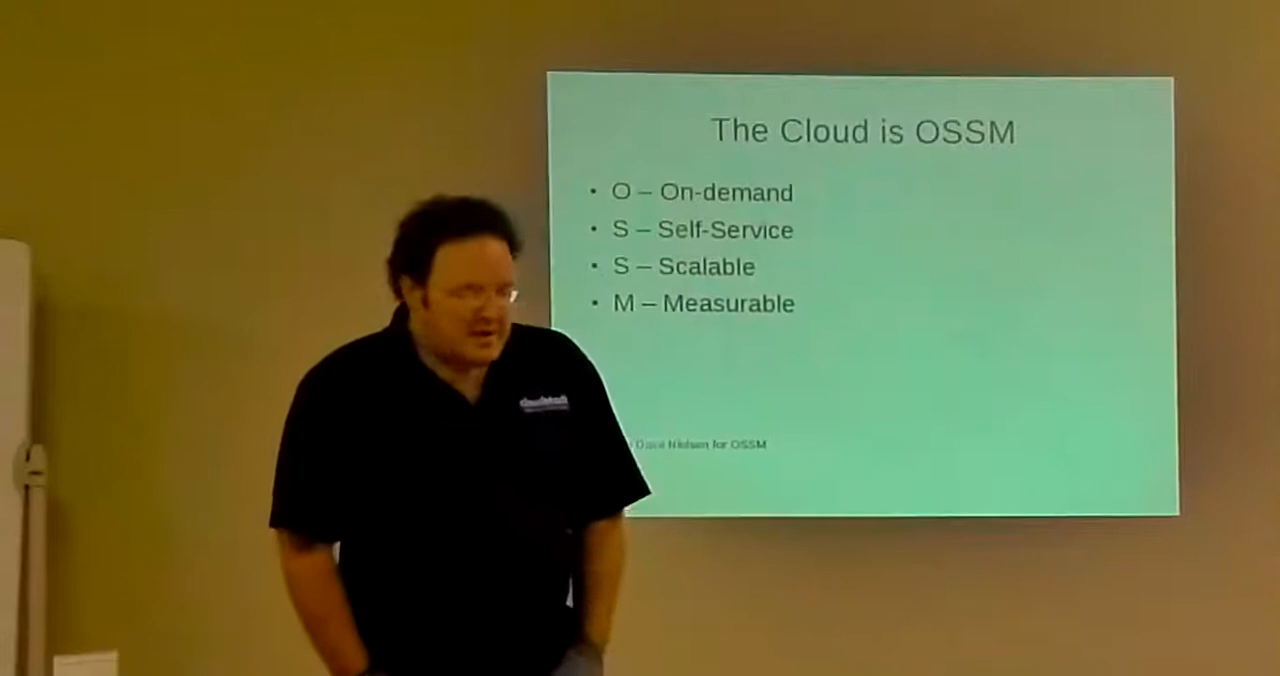 The Cloud is OSSM
• O – On-demand
• S – Self-Service
• S – Scalable
• M – Measurable
Dave Nielsen for OSSM